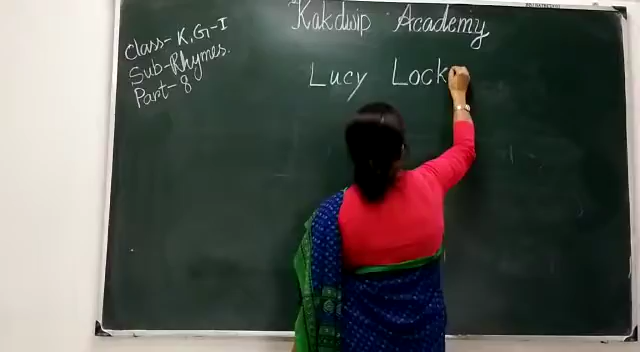 Kakdwip Academy
Class- K.G-I
Sub-Rhymes.
Part-8
Lucy Lock